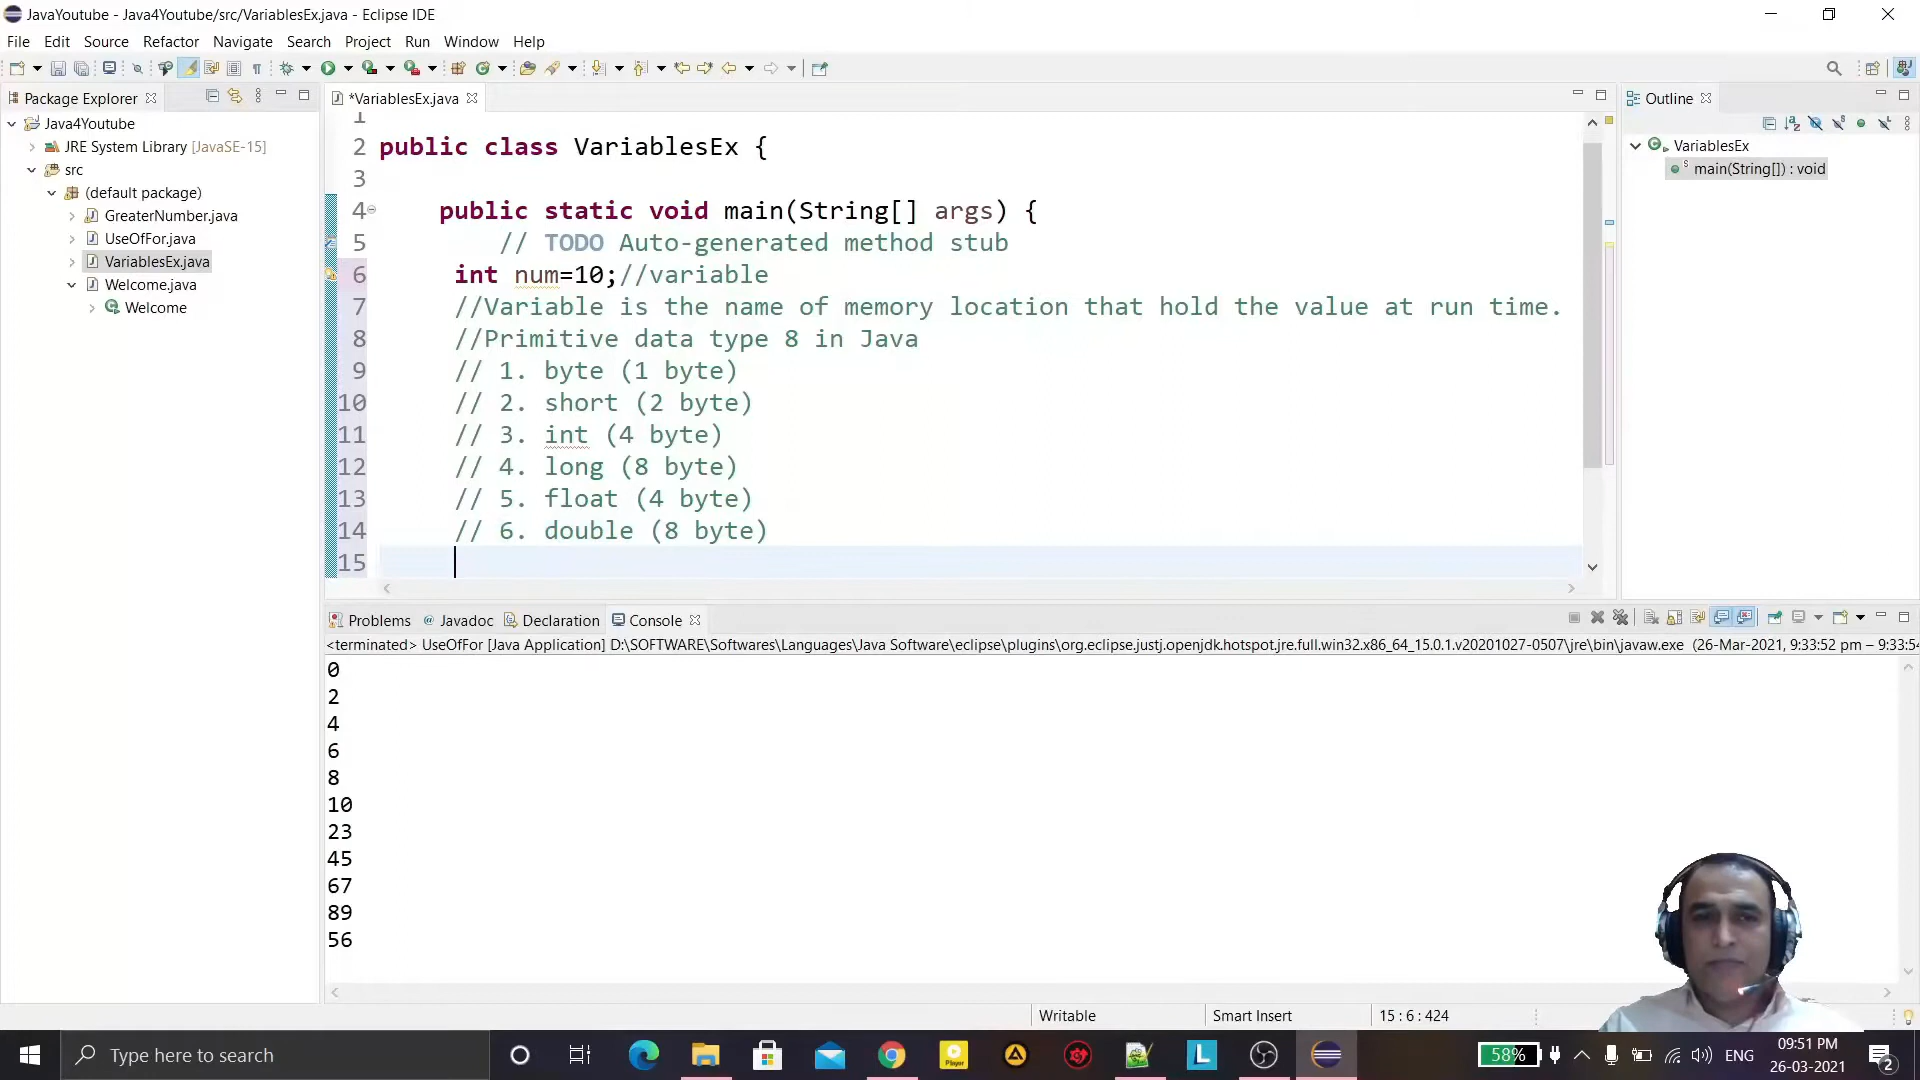 JavaYoutube - Java4Youtube/src/VariablesEx.java - Eclipse IDE
File Edit Source Refactor Navigate Search Project Run Window Help
Package Explorer
Java4Youtube
JRE System Library [JavaSE-15]
src
(default package)
GreaterNumber.java
UseOfFor.java
VariablesEx.java
Welcome.java
Welcome
*VariablesEx.java
1
2 public class VariablesEx {
3
4 public static void main(String[] args) {
5 // TODO Auto-generated method stub
6 int num=10;//variable
7 //Variable is the name of memory location that hold the value at run time.
8 //Primitive data type 8 in Java
9 // 1. byte (1 byte)
10 // 2. short (2 byte)
11 // 3. int (4 byte)
12 // 4. long (8 byte)
13 // 5. float (4 byte)
14 // 6. double (8 byte)
15
Outline
VariablesEx
main(String[]) : void
Problems @ Javadoc Declaration Console
<terminated> UseOfFor [Java Application] D:\SOFTWARE\Softwares\Languages\Java Software\eclipse\plugins\org.eclipse.justj.openjdk.hotspot.jre.full.win32.x86_64_15.0.1.v20201027-0507\jre\bin\javaw.exe (26-Mar-2021, 9:33:52 pm – 9:33:54
0
2
4
6
8
10
23
45
67
89
56
Writable Smart Insert 15 : 6 : 424
Type here to search
Player
L
58%
ENG
09:51 PM
26-03-2021
2